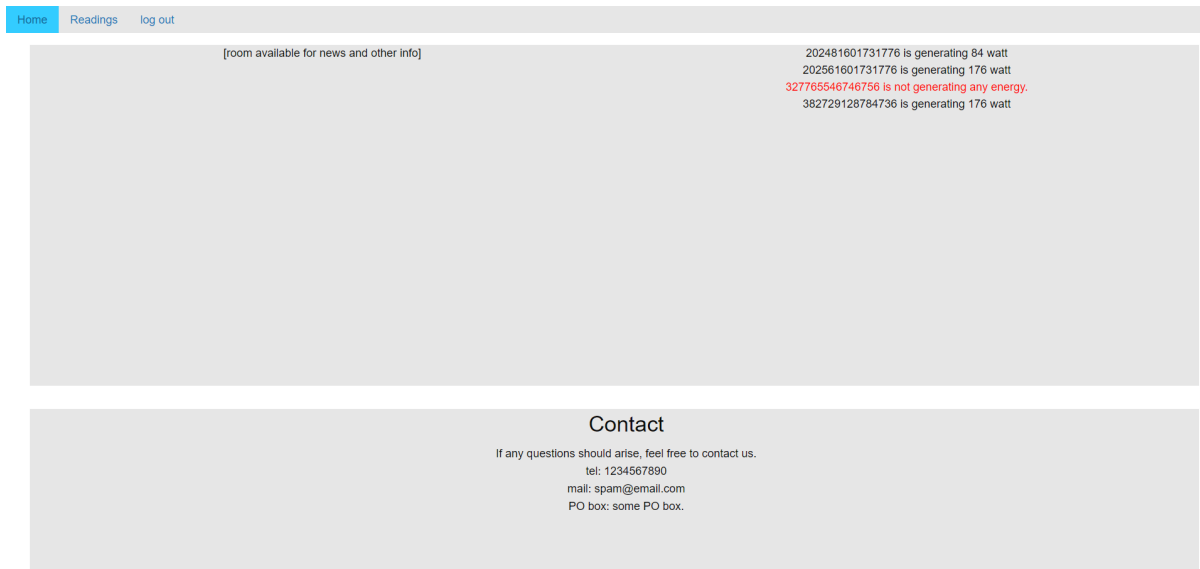 Home Readings log out
[room available for news and other info]
202481601731776 is generating 84 watt
202561601731776 is generating 176 watt
327765546746756 is not generating any energy.
382729128784736 is generating 176 watt
Contact
If any questions should arise, feel free to contact us.
tel: 1234567890
mail: spam@email.com
PO box: some PO box.